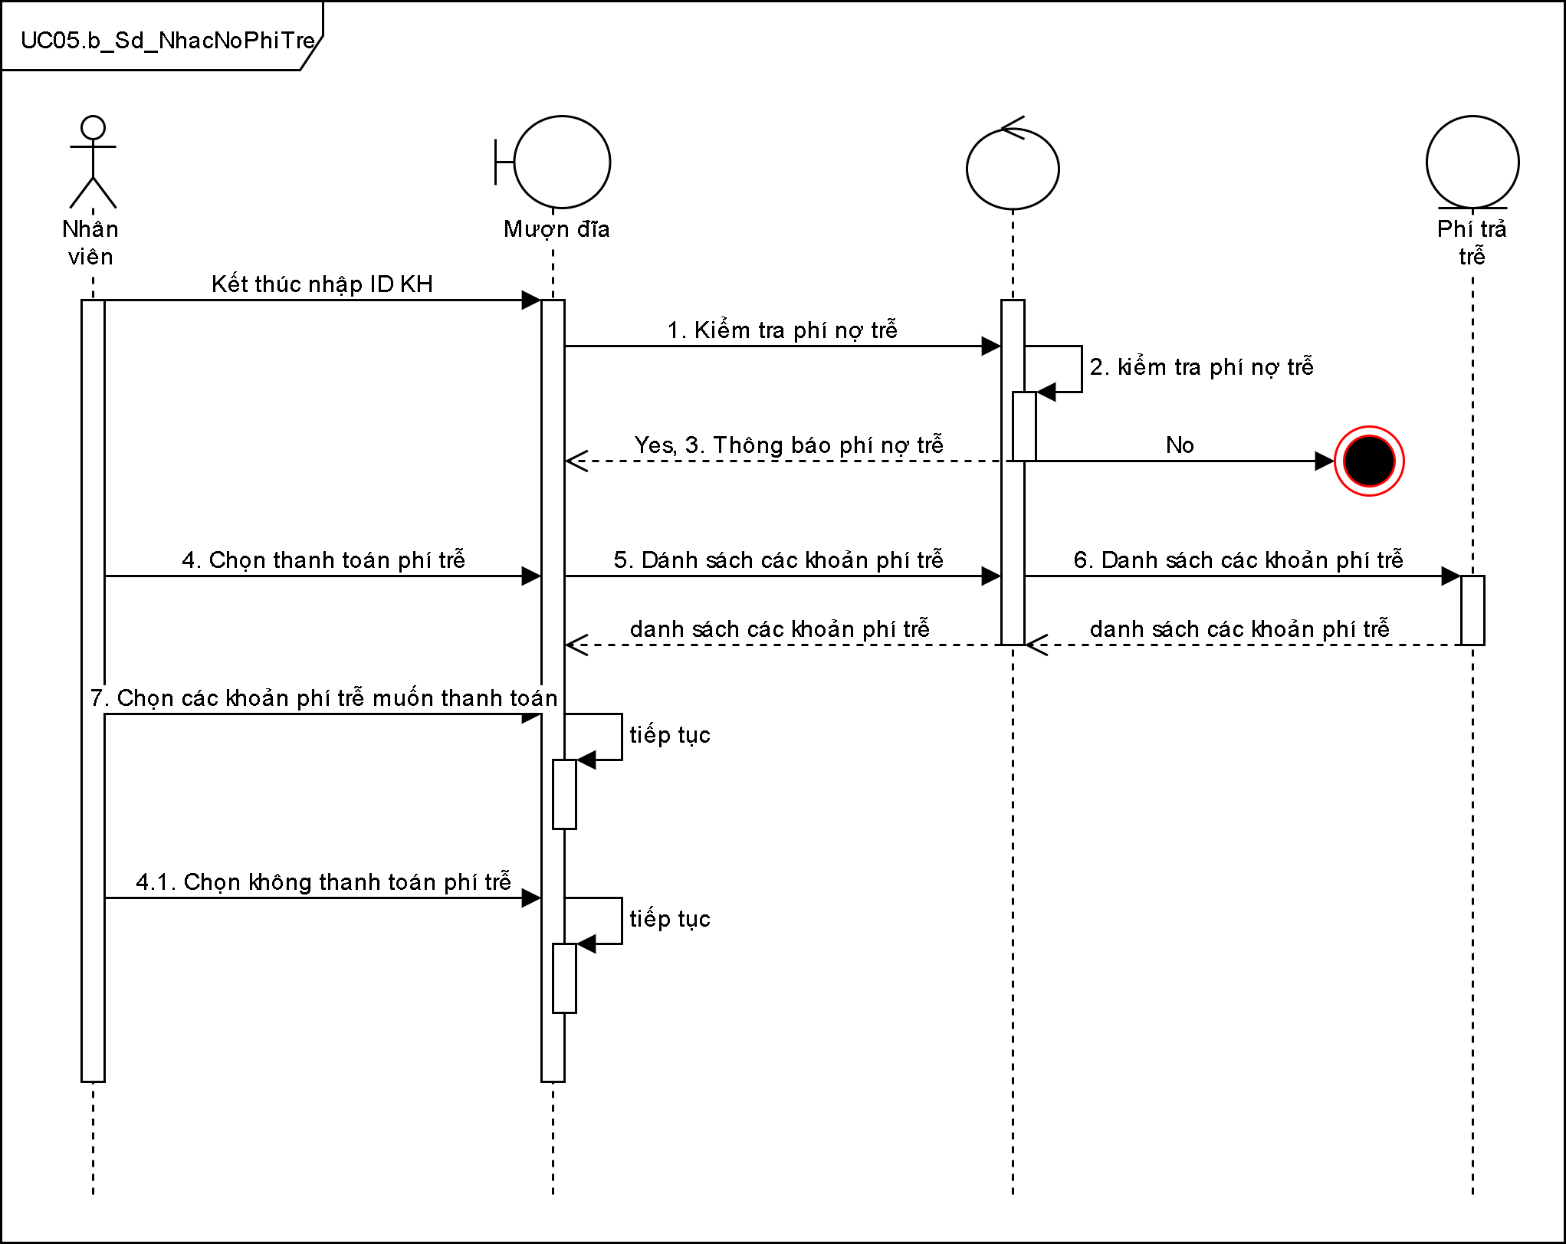 UC05.b_Sd_NhacNoPhiTre
Nhân
viên
Mượn đĩa
Phí trả
trễ
Kết thúc nhập ID KH
1. Kiểm tra phí nợ trễ
2. kiểm tra phí nợ trễ
Yes, 3. Thông báo phí nợ trễ
No
4. Chọn thanh toán phí trễ
5. Dánh sách các khoản phí trễ
6. Danh sách các khoản phí trễ
danh sách các khoản phí trễ
danh sách các khoản phí trễ
7. Chọn các khoản phí trễ muốn thanh toán
tiếp tục
4.1. Chọn không thanh toán phí trễ
tiếp tục